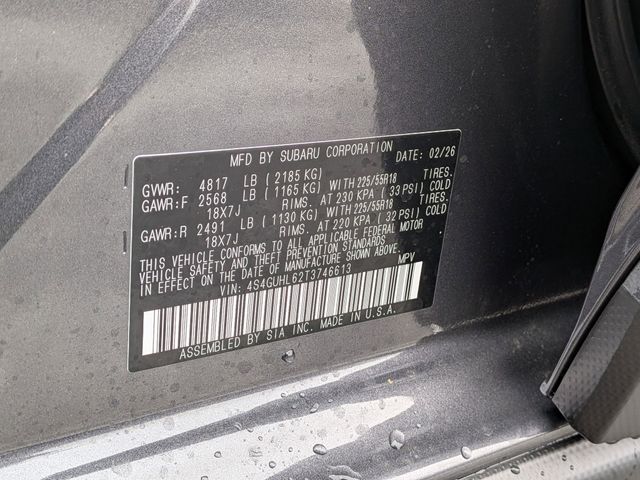 MFD BY SUBARU CORPORATION DATE: 02/26
GVWR: 4817 LB (2185 KG)
GAWR:F 2568 LB (1165 KG) WITH 225/55R18 TIRES.
18X7J RIMS. AT 230 KPA (33 PSI) COLD
GAWR:R 2491 LB (1130 KG) WITH 225/55R18 TIRES.
18X7J RIMS. AT 220 KPA (32 PSI) COLD
THIS VEHICLE CONFORMS TO ALL APPLICABLE FEDERAL MOTOR
VEHICLE SAFETY AND THEFT PREVENTION STANDARDS
IN EFFECT ON THE DATE OF MANUFACTURE SHOWN ABOVE.
VIN: 4S4GUHL62T3746613 MPV
ASSEMBLED BY SIA INC. MADE IN U.S.A.